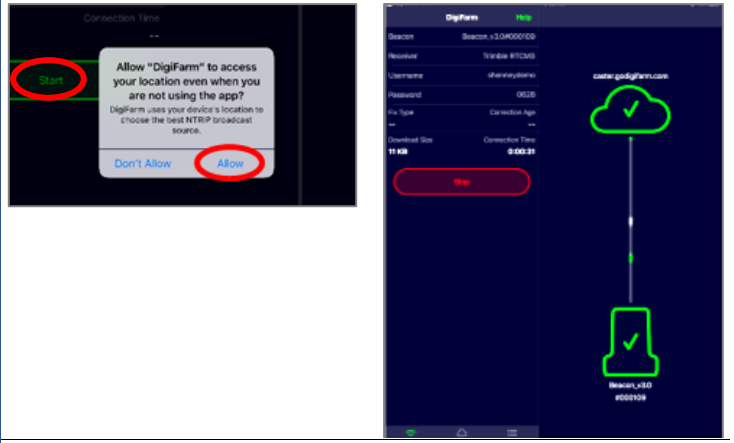 Connection Time
--
Start
Allow “DigiFarm” to access
your location even when you
are not using the app?
DigiFarm uses your device's location to
choose the best NTRIP broadcast
source.
Don't Allow
Allow
DigiFarm
Help
Beacon
Beacon_v3.0#000109
Receiver
Trimble RTCM3
Username
Password
0628
Fix Type
Correction Age
--
--
Download Size
Connection Time
11 KB
0:00:31
Stop
caster.godigifarm.com
Beacon_v3.0
#000109